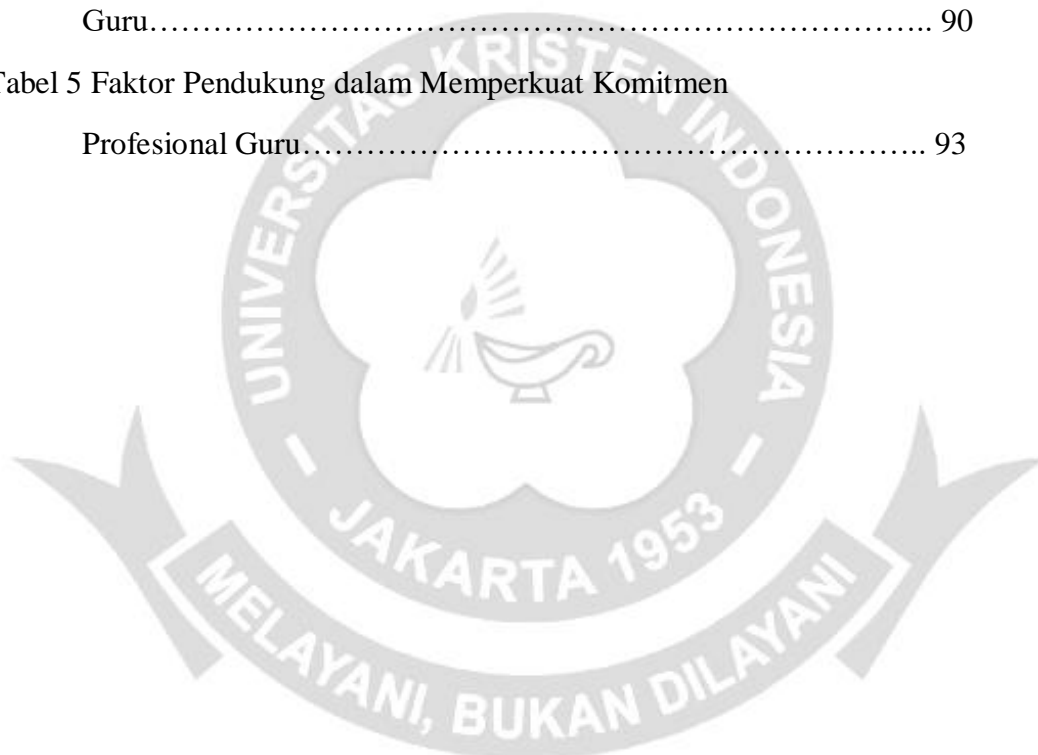 Guru……………………………………………………………….. 90
Tabel 5 Faktor Pendukung dalam Memperkuat Komitmen
Profesional Guru………………………………………………….. 93
UNIVERSITAS KRISTEN INDONESIA
- JAKARTA 1953 -
MELAYANI, BUKAN DILAYANI